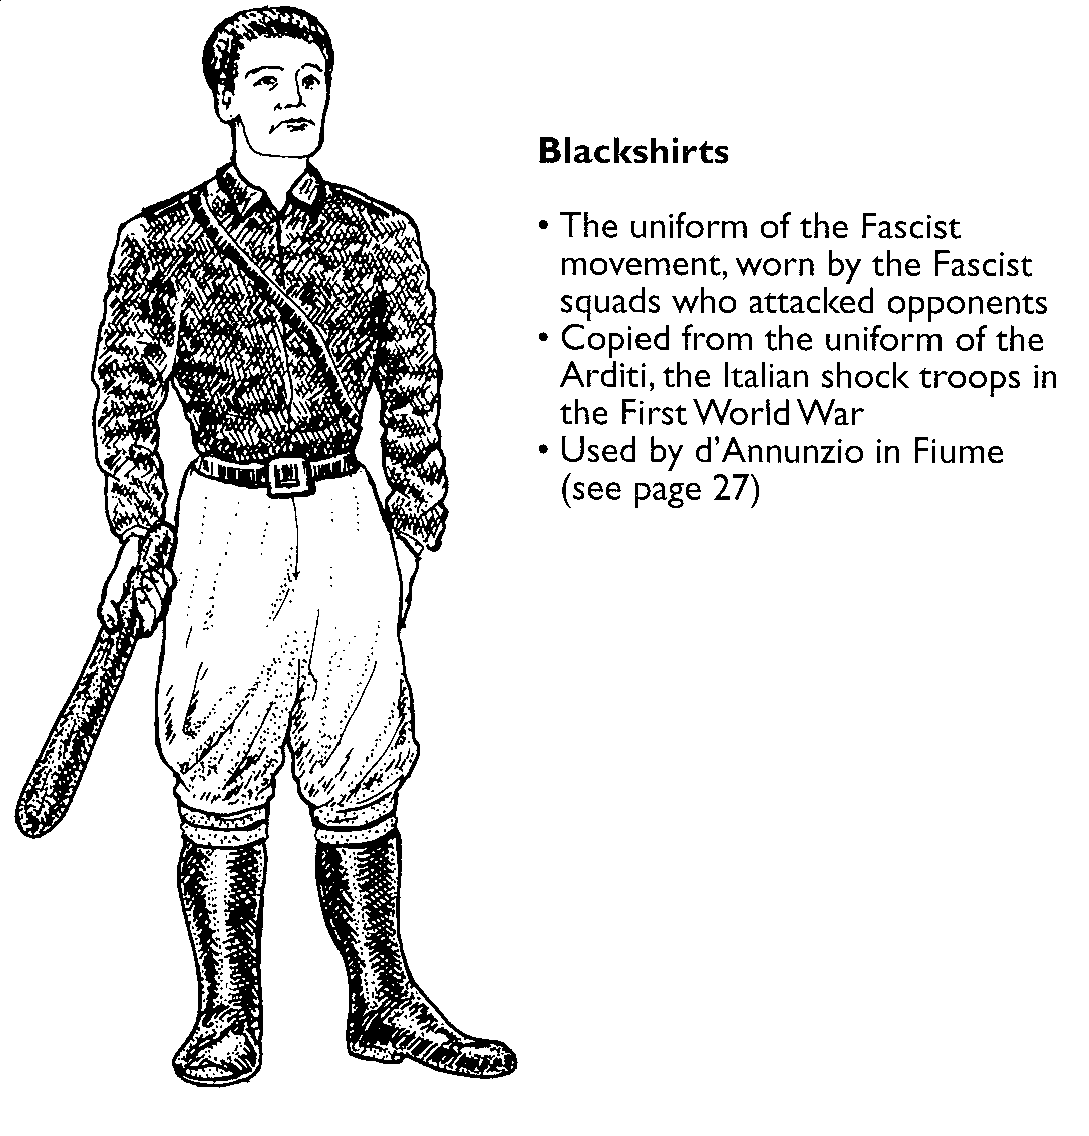 Blackshirts
• The uniform of the Fascist
movement, worn by the Fascist
squads who attacked opponents
• Copied from the uniform of the
Arditi, the Italian shock troops in
the First World War
• Used by d'Annunzio in Fiume
(see page 27)